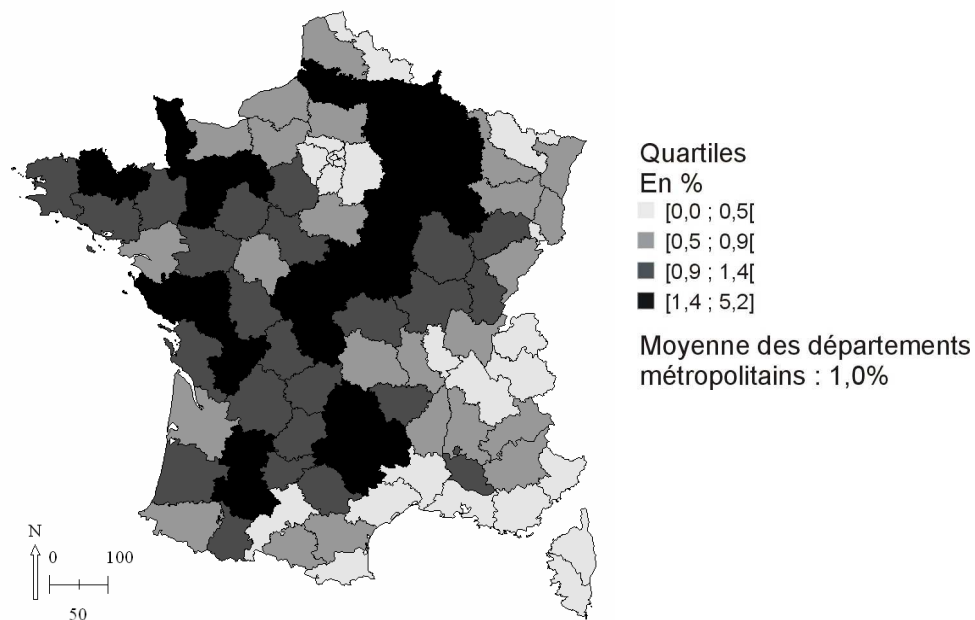 Quartiles
En %
[0,0 ; 0,5[
[0,5 ; 0,9[
[0,9 ; 1,4[
[1,4 ; 5,2]
Moyenne des départements
métropolitains : 1,0%
N
0 100
50